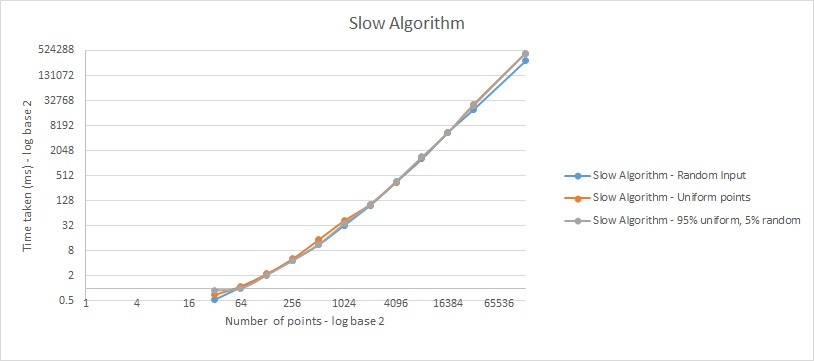 Slow Algorithm
524288
131072
32768
8192
2048
512
128
32
8
2
0.5
Time taken (ms) - log base 2
1 4 16 64 256 1024 4096 16384 65536
Number of points - log base 2
Slow Algorithm - Random Input
Slow Algorithm - Uniform points
Slow Algorithm - 95% uniform, 5% random